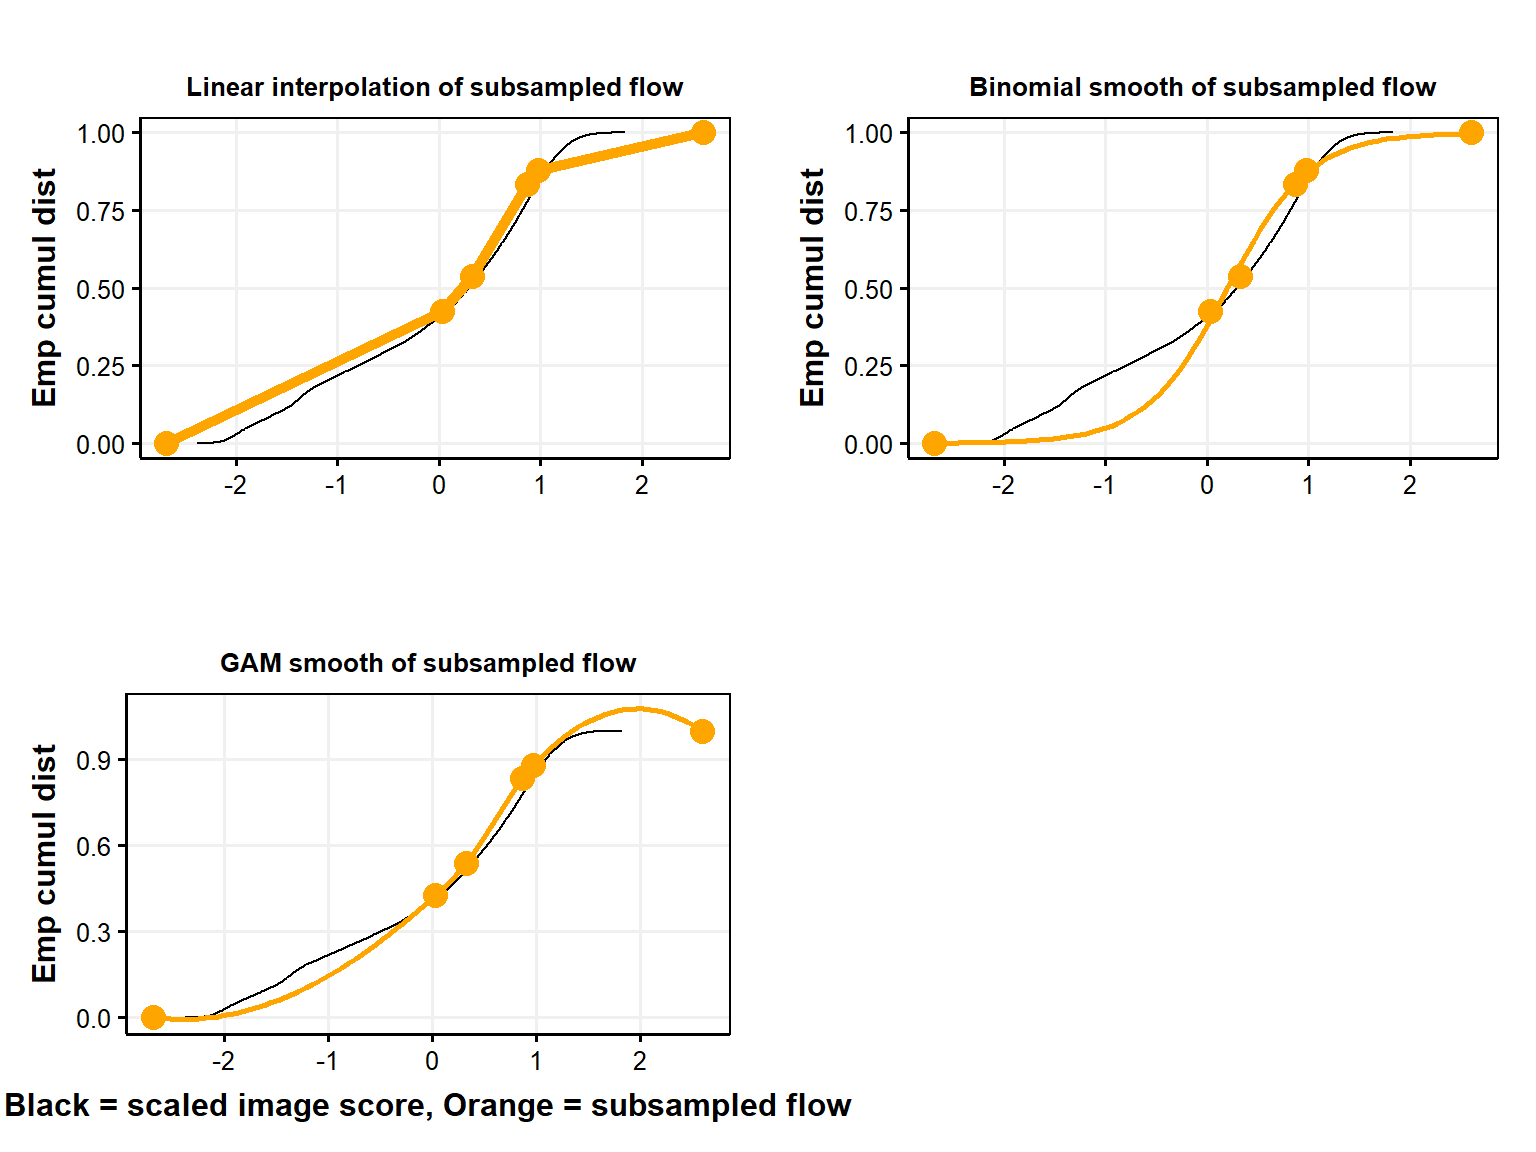 Linear interpolation of subsampled flow
Emp cumul dist
1.00
0.75
0.50
0.25
0.00
-2 -1 0 1 2
Binomial smooth of subsampled flow
Emp cumul dist
1.00
0.75
0.50
0.25
0.00
-2 -1 0 1 2
GAM smooth of subsampled flow
Emp cumul dist
0.9
0.6
0.3
0.0
-2 -1 0 1 2
Black = scaled image score, Orange = subsampled flow